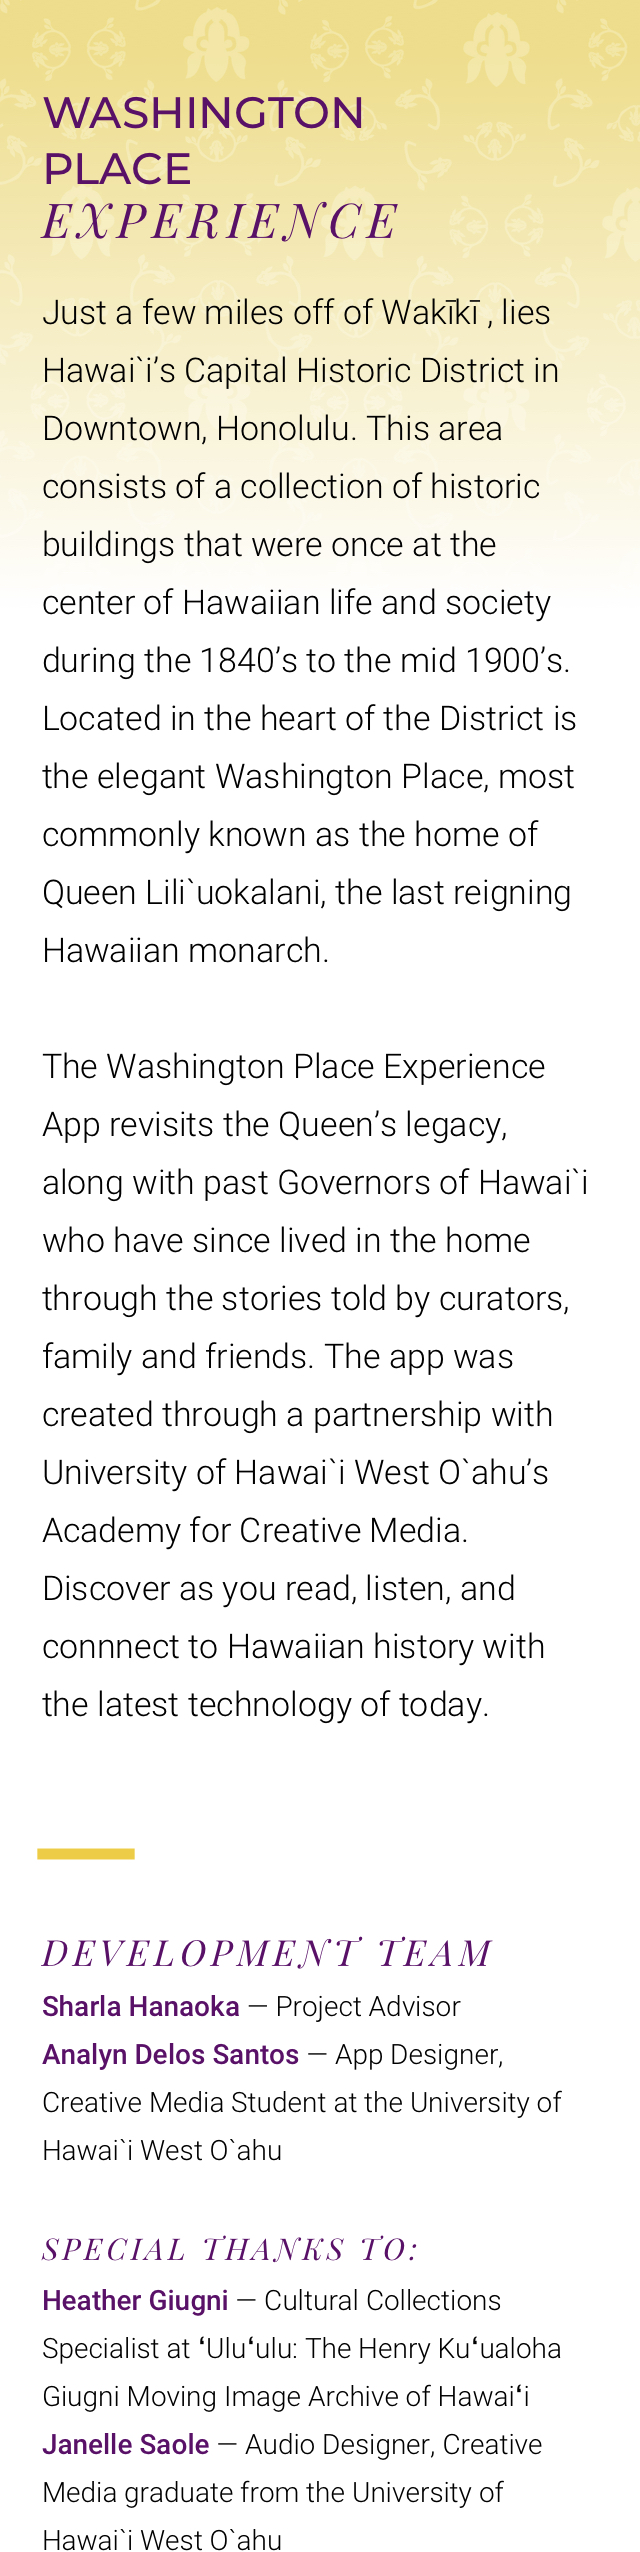 WASHINGTON
PLACE
EXPERIENCE
Just a few miles off of Wakīkī , lies
Hawai`i’s Capital Historic District in
Downtown, Honolulu. This area
consists of a collection of historic
buildings that were once at the
center of Hawaiian life and society
during the 1840’s to the mid 1900’s.
Located in the heart of the District is
the elegant Washington Place, most
commonly known as the home of
Queen Lili`uokalani, the last reigning
Hawaiian monarch.
The Washington Place Experience
App revisits the Queen’s legacy,
along with past Governors of Hawai`i
who have since lived in the home
through the stories told by curators,
family and friends. The app was
created through a partnership with
University of Hawai`i West O`ahu’s
Academy for Creative Media.
Discover as you read, listen, and
connnect to Hawaiian history with
the latest technology of today.
DEVELOPMENT TEAM
Sharla Hanaoka — Project Advisor
Analyn Delos Santos — App Designer,
Creative Media Student at the University of
Hawai`i West O`ahu
SPECIAL THANKS TO:
Heather Giugni — Cultural Collections
Specialist at ʻUluʻulu: The Henry Kuʻualoha
Giugni Moving Image Archive of Hawaiʻi
Janelle Saole — Audio Designer, Creative
Media graduate from the University of
Hawai`i West O`ahu